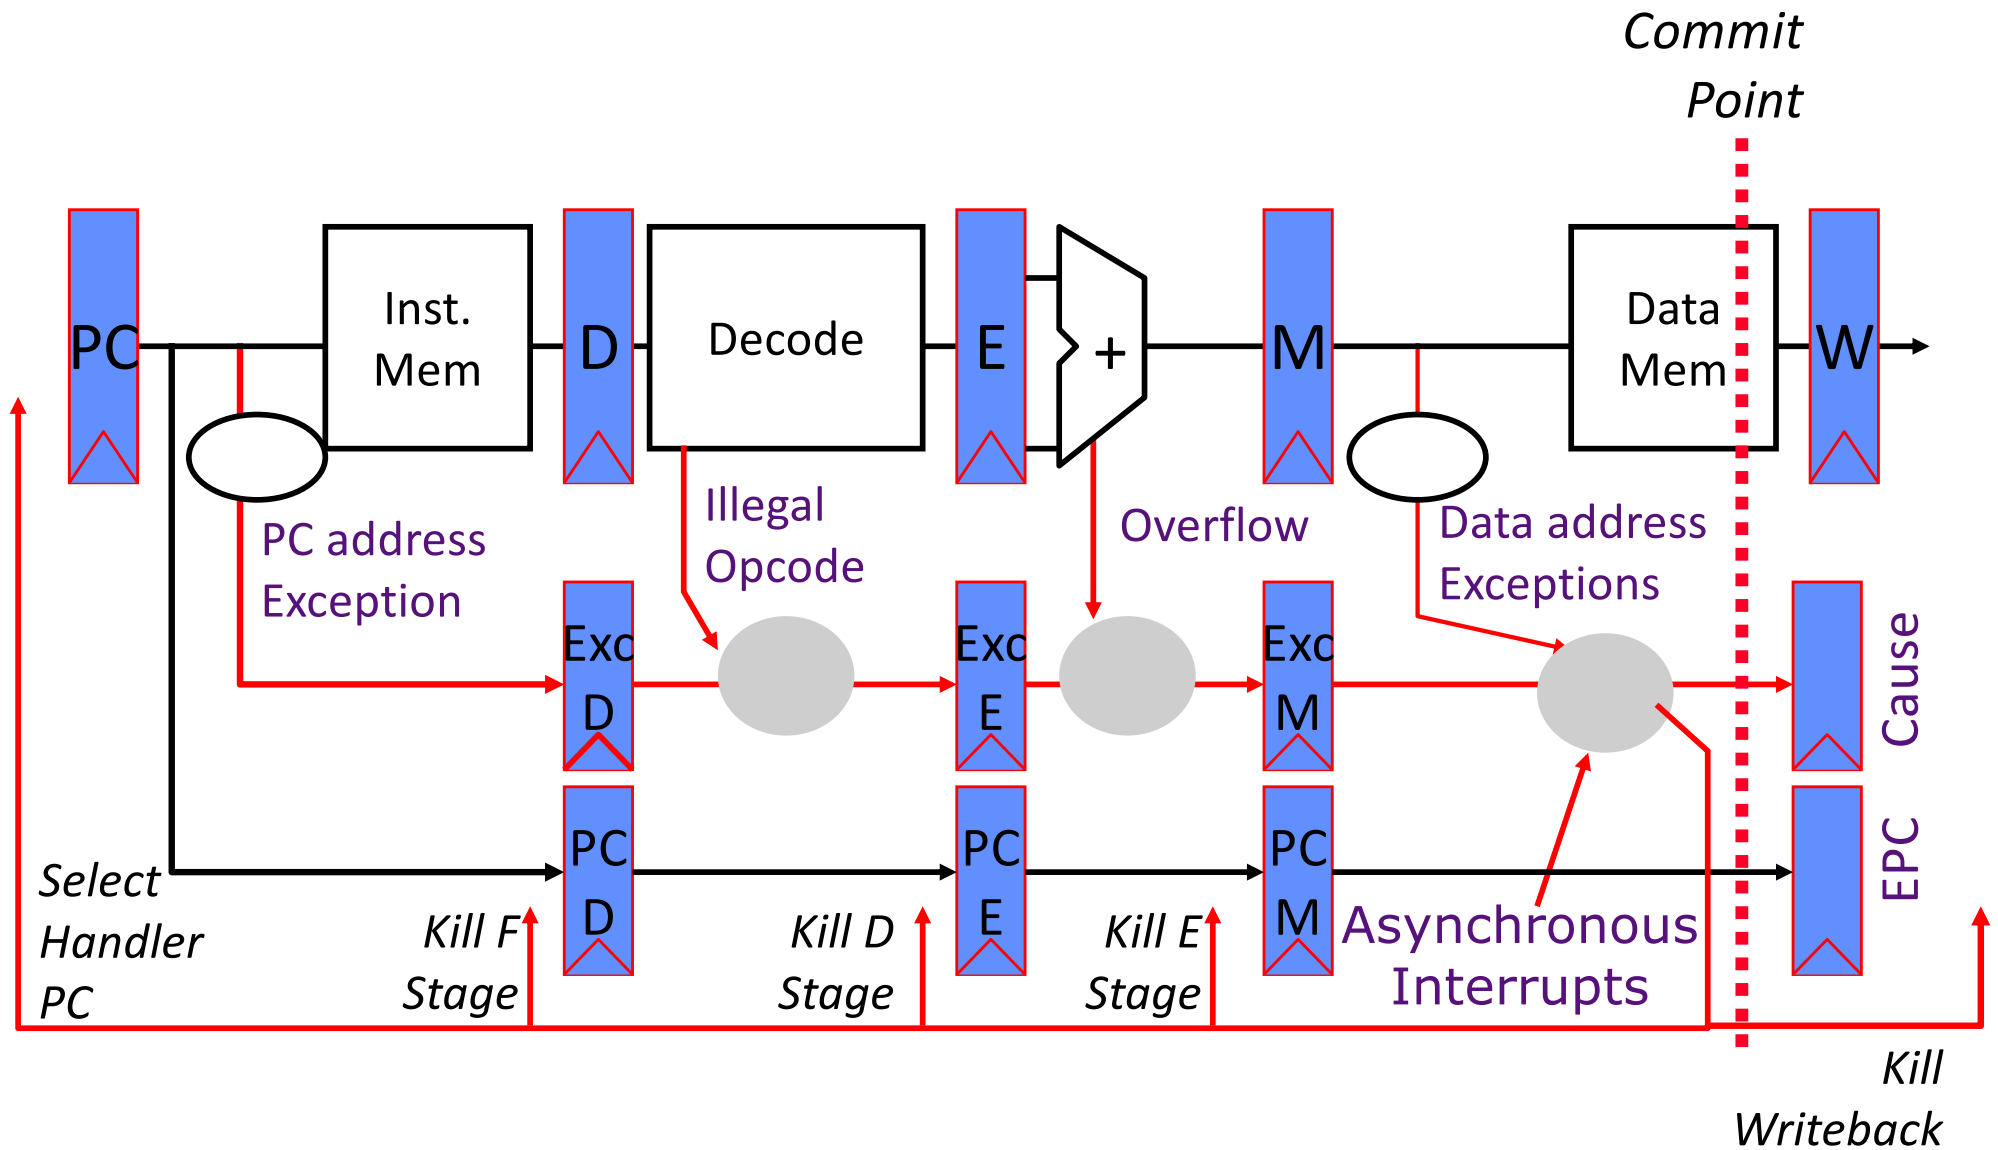 Commit
Point
PC
Inst.
Mem
D
Decode
E
+
M
Data
Mem
W
PC address
Exception
Illegal
Opcode
Overflow
Data address
Exceptions
Exc
D
Exc
E
Exc
M
Cause
PC
D
PC
E
PC
M
EPC
Select
Handler
PC
Kill F
Stage
Kill D
Stage
Kill E
Stage
Asynchronous
Interrupts
Kill
Writeback